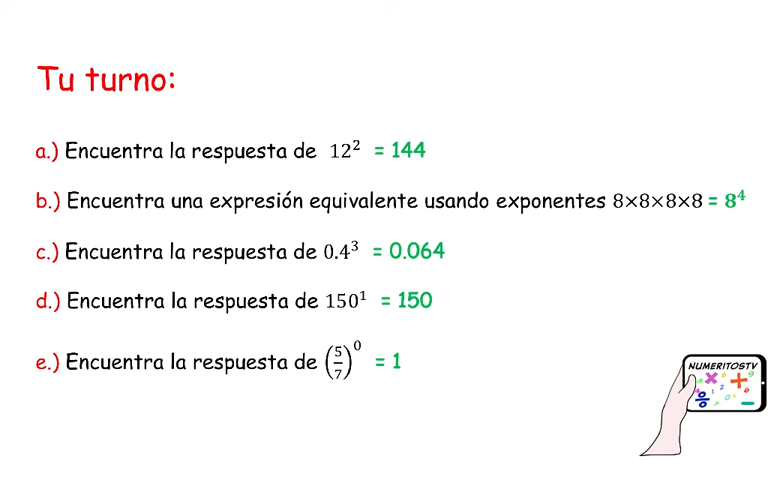 Tu turno:
a.) Encuentra la respuesta de 12² = 144
b.) Encuentra una expresión equivalente usando exponentes 8×8×8×8 = 8⁴
c.) Encuentra la respuesta de 0.4³ = 0.064
d.) Encuentra la respuesta de 150¹ = 150
e.) Encuentra la respuesta de (5/7)⁰ = 1
NUMERITOSTV